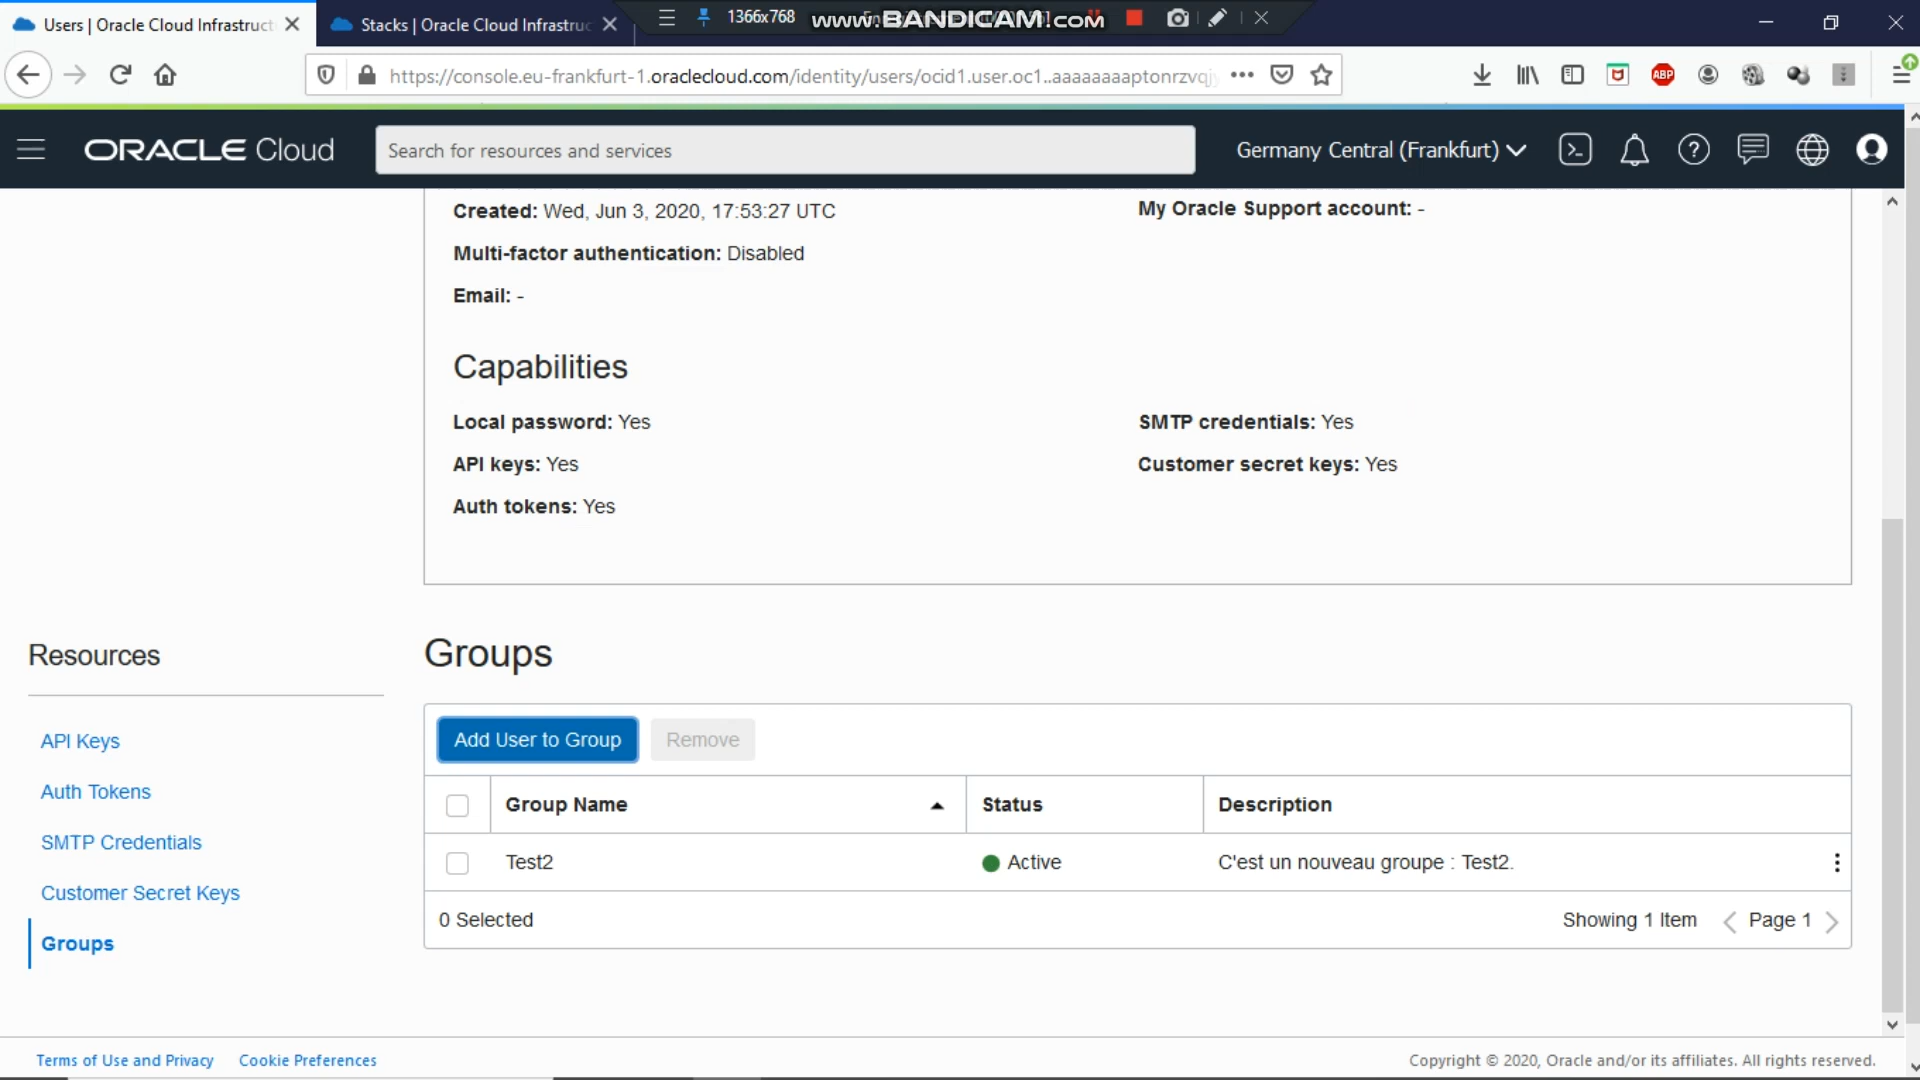 Users | Oracle Cloud Infrastruct
Stacks | Oracle Cloud Infrastruc
1366x768
www.BANDICAM.com
https://console.eu-frankfurt-1.oraclecloud.com/identity/users/ocid1.user.oc1..aaaaaaaaptonrzvqj
ABP
ORACLE Cloud
Search for resources and services
Germany Central (Frankfurt)
Created: Wed, Jun 3, 2020, 17:53:27 UTC
My Oracle Support account: -
Multi-factor authentication: Disabled
Email: -
Capabilities
Local password: Yes
SMTP credentials: Yes
API keys: Yes
Customer secret keys: Yes
Auth tokens: Yes
Resources
API Keys
Auth Tokens
SMTP Credentials
Customer Secret Keys
Groups
Groups
Add User to Group
Remove
Group Name
Status
Description
Test2
Active
C'est un nouveau groupe : Test2.
0 Selected
Showing 1 Item
Page 1
Terms of Use and Privacy
Cookie Preferences
Copyright © 2020, Oracle and/or its affiliates. All rights reserved.